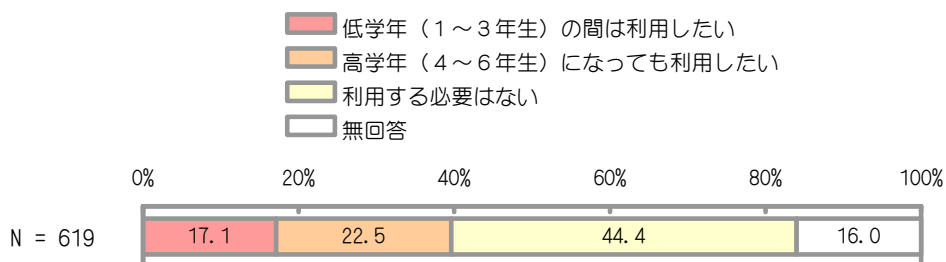 低学年（１～３年生）の間は利用したい
高学年（４～６年生）になっても利用したい
利用する必要はない
無回答
0% 20% 40% 60% 80% 100%
N = 619 17.1 22.5 44.4 16.0